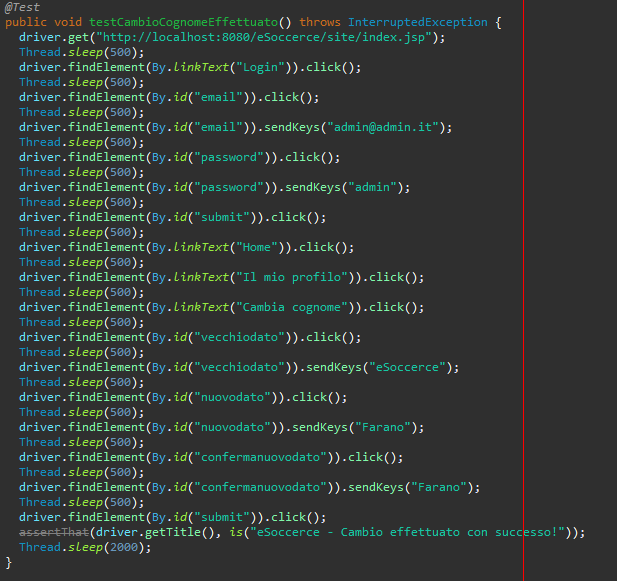 @Test
public void testCambioCognomeEffettuato() throws InterruptedException {
driver.get("http://localhost:8080/eSoccerce/site/index.jsp");
Thread.sleep(500);
driver.findElement(By.linkText("Login")).click();
Thread.sleep(500);
driver.findElement(By.id("email")).click();
Thread.sleep(500);
driver.findElement(By.id("email")).sendKeys("admin@admin.it");
Thread.sleep(500);
driver.findElement(By.id("password")).click();
Thread.sleep(500);
driver.findElement(By.id("password")).sendKeys("admin");
Thread.sleep(500);
driver.findElement(By.id("submit")).click();
Thread.sleep(500);
driver.findElement(By.linkText("Home")).click();
Thread.sleep(500);
driver.findElement(By.linkText("Il mio profilo")).click();
Thread.sleep(500);
driver.findElement(By.linkText("Cambia cognome")).click();
Thread.sleep(500);
driver.findElement(By.id("vecchiodato")).click();
Thread.sleep(500);
driver.findElement(By.id("vecchiodato")).sendKeys("eSoccerce");
Thread.sleep(500);
driver.findElement(By.id("nuovodato")).click();
Thread.sleep(500);
driver.findElement(By.id("nuovodato")).sendKeys("Farano");
Thread.sleep(500);
driver.findElement(By.id("confermanuovodato")).click();
Thread.sleep(500);
driver.findElement(By.id("confermanuovodato")).sendKeys("Farano");
Thread.sleep(500);
driver.findElement(By.id("submit")).click();
assertThat(driver.getTitle(), is("eSoccerce - Cambio effettuato con successo!"));
Thread.sleep(2000);
}